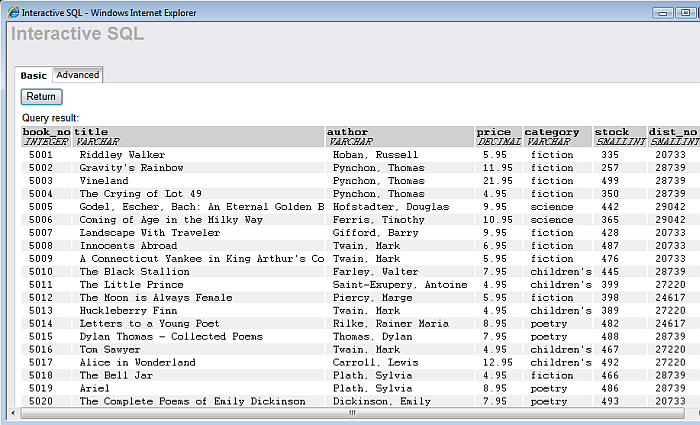 Interactive SQL - Windows Internet Explorer
Interactive SQL
Basic Advanced
Return
Query result:
book_no title author price category stock dist_no
INTEGER VARCHAR VARCHAR DECIMAL VARCHAR SMALLINT SMALLINT
5001 Riddley Walker Hoban, Russell 5.95 fiction 335 20733
5002 Gravity's Rainbow Pynchon, Thomas 11.95 fiction 257 28739
5003 Vineland Pynchon, Thomas 21.95 fiction 499 28739
5004 The Crying of Lot 49 Pynchon, Thomas 4.95 fiction 350 28739
5005 Godel, Escher, Bach: An Eternal Golden B Hofstadter, Douglas 9.95 science 442 29042
5006 Coming of Age in the Milky Way Ferris, Timothy 10.95 science 365 29042
5007 Landscape With Traveler Gifford, Barry 9.95 fiction 428 20733
5008 Innocents Abroad Twain, Mark 6.95 fiction 487 20733
5009 A Connecticut Yankee in King Arthur's Co Twain, Mark 5.95 fiction 476 20733
5010 The Black Stallion Farley, Walter 7.95 children's 445 28739
5011 The Little Prince Saint-Exupery, Antoine 4.95 children's 399 27220
5012 The Moon is Always Female Piercy, Marge 5.95 fiction 398 24617
5013 Huckleberry Finn Twain, Mark 4.95 children's 389 27220
5014 Letters to a Young Poet Rilke, Rainer Maria 8.95 poetry 482 24617
5015 Dylan Thomas - Collected Poems Thomas, Dylan 7.95 poetry 488 28739
5016 Tom Sawyer Twain, Mark 4.95 children's 467 27220
5017 Alice in Wonderland Carroll, Lewis 12.95 children's 492 27220
5018 The Bell Jar Plath, Sylvia 4.95 fiction 466 28739
5019 Ariel Plath, Sylvia 8.95 poetry 486 28739
5020 The Complete Poems of Emily Dickinson Dickinson, Emily 7.95 poetry 493 20733